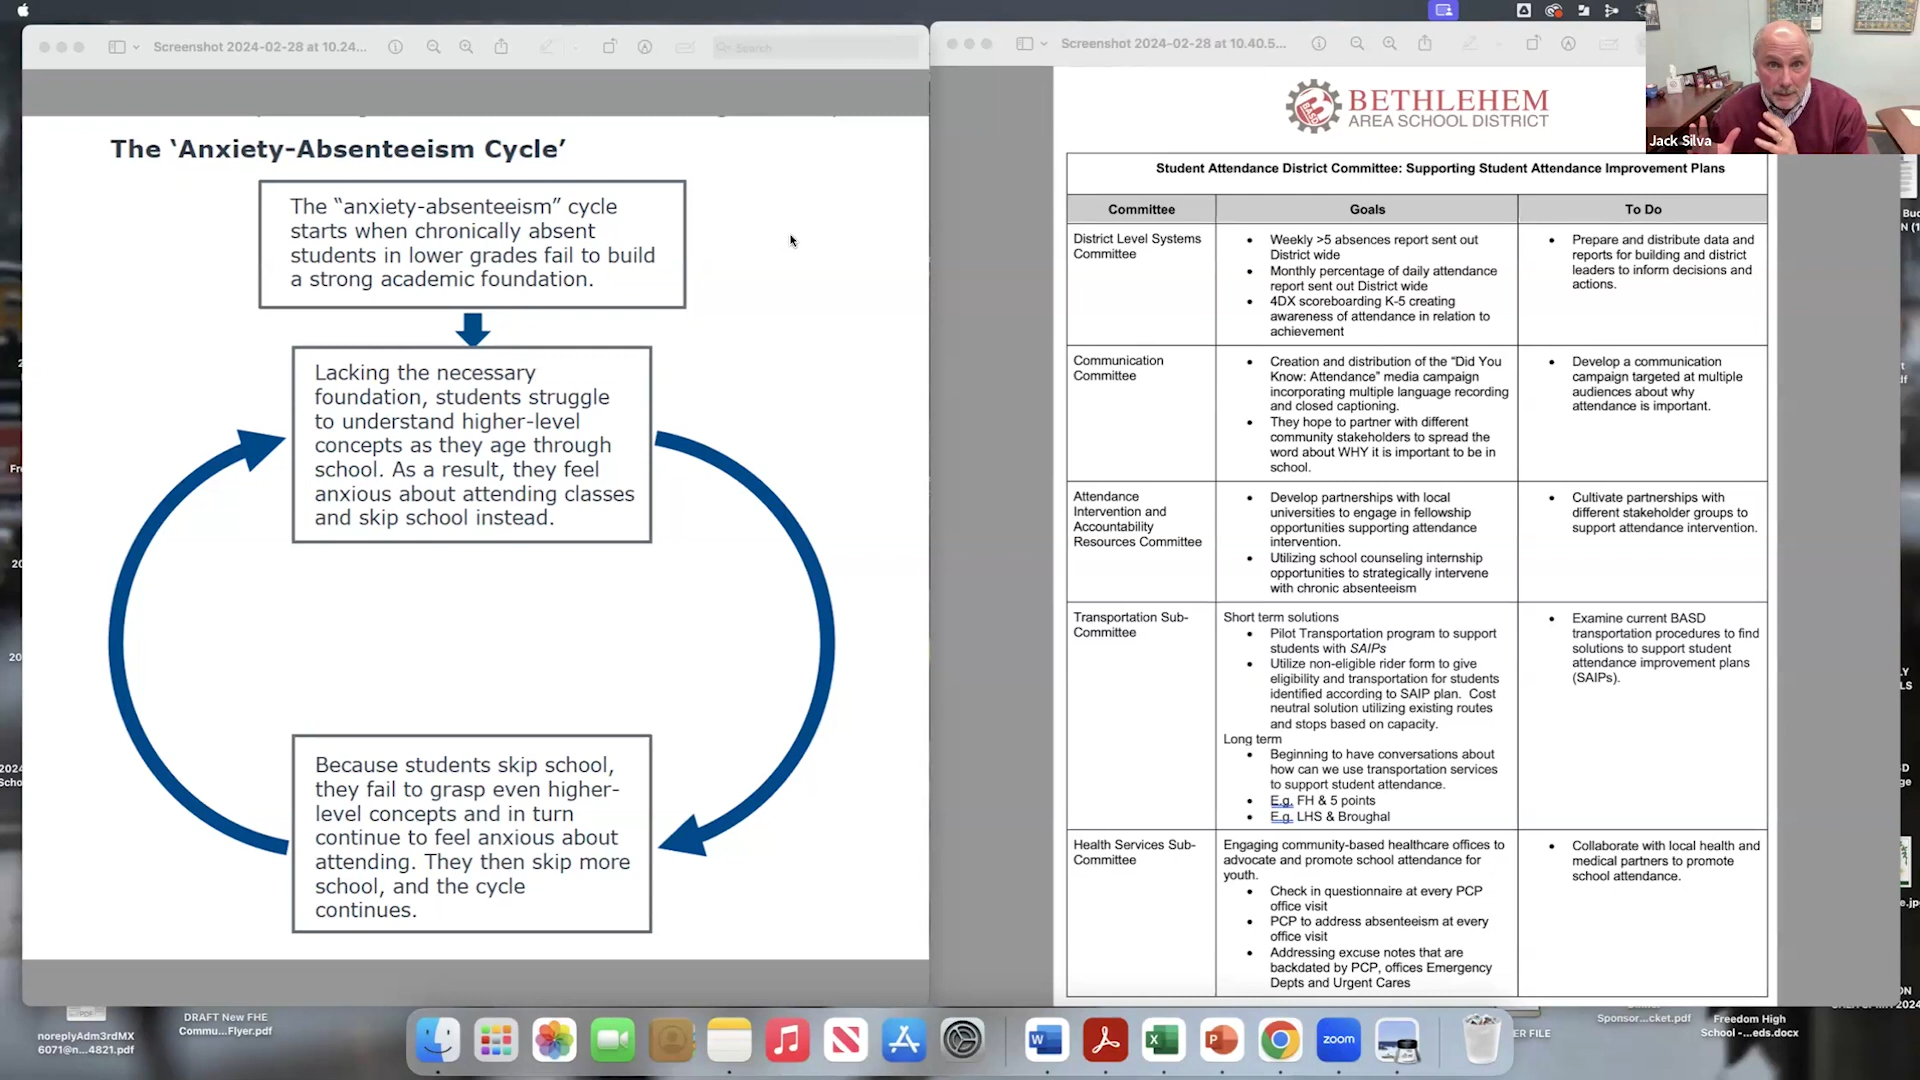 Screenshot 2024-02-28 at 10.24...
Search
The ‘Anxiety-Absenteeism Cycle’
The “anxiety-absenteeism” cycle
starts when chronically absent
students in lower grades fail to build
a strong academic foundation.
Lacking the necessary
foundation, students struggle
to understand higher-level
concepts as they age through
school. As a result, they feel
anxious about attending classes
and skip school instead.
Because students skip school,
they fail to grasp even higher-
level concepts and in turn
continue to feel anxious about
attending. They then skip more
school, and the cycle
continues.
Screenshot 2024-02-28 at 10.40.5...
BASD
BETHLEHEM
AREA SCHOOL DISTRICT
Jack Silva
Student Attendance District Committee: Supporting Student Attendance Improvement Plans
Committee
Goals
To Do
District Level Systems
Committee
• Weekly >5 absences report sent out
District wide
• Monthly percentage of daily attendance
report sent out District wide
• 4DX scoreboarding K-5 creating
awareness of attendance in relation to
achievement
• Prepare and distribute data and
reports for building and district
leaders to inform decisions and
actions.
Communication
Committee
• Creation and distribution of the “Did You
Know: Attendance” media campaign
incorporating multiple language recording
and closed captioning.
• They hope to partner with different
community stakeholders to spread the
word about WHY it is important to be in
school.
• Develop a communication
campaign targeted at multiple
audiences about why
attendance is important.
Attendance
Intervention and
Accountability
Resources Committee
• Develop partnerships with local
universities to engage in fellowship
opportunities supporting attendance
intervention.
• Utilizing school counseling internship
opportunities to strategically intervene
with chronic absenteeism
• Cultivate partnerships with
different stakeholder groups to
support attendance intervention.
Transportation Sub-
Committee
Short term solutions
• Pilot Transportation program to support
students with SAIPs
• Utilize non-eligible rider form to give
eligibility and transportation for students
identified according to SAIP plan. Cost
neutral solution utilizing existing routes
and stops based on capacity.
Long term
• Beginning to have conversations about
how can we use transportation services
to support student attendance.
• E.g. FH & 5 points
• E.g. LHS & Broughal
• Examine current BASD
transportation procedures to find
solutions to support student
attendance improvement plans
(SAIPs).
Health Services Sub-
Committee
Engaging community-based healthcare offices to
advocate and promote school attendance for
youth.
• Check in questionnaire at every PCP
office visit
• PCP to address absenteeism at every
office visit
• Addressing excuse notes that are
backdated by PCP, offices Emergency
Depts and Urgent Cares
• Collaborate with local health and
medical partners to promote
school attendance.
PDF
noreplyAdm3rdMX
6071@n...4821.pdf
DRAFT New FHE
Commu...Flyer.pdf
zoom
ER FILE
Sponsor...cket.pdf
Freedom High
School -...eds.docx